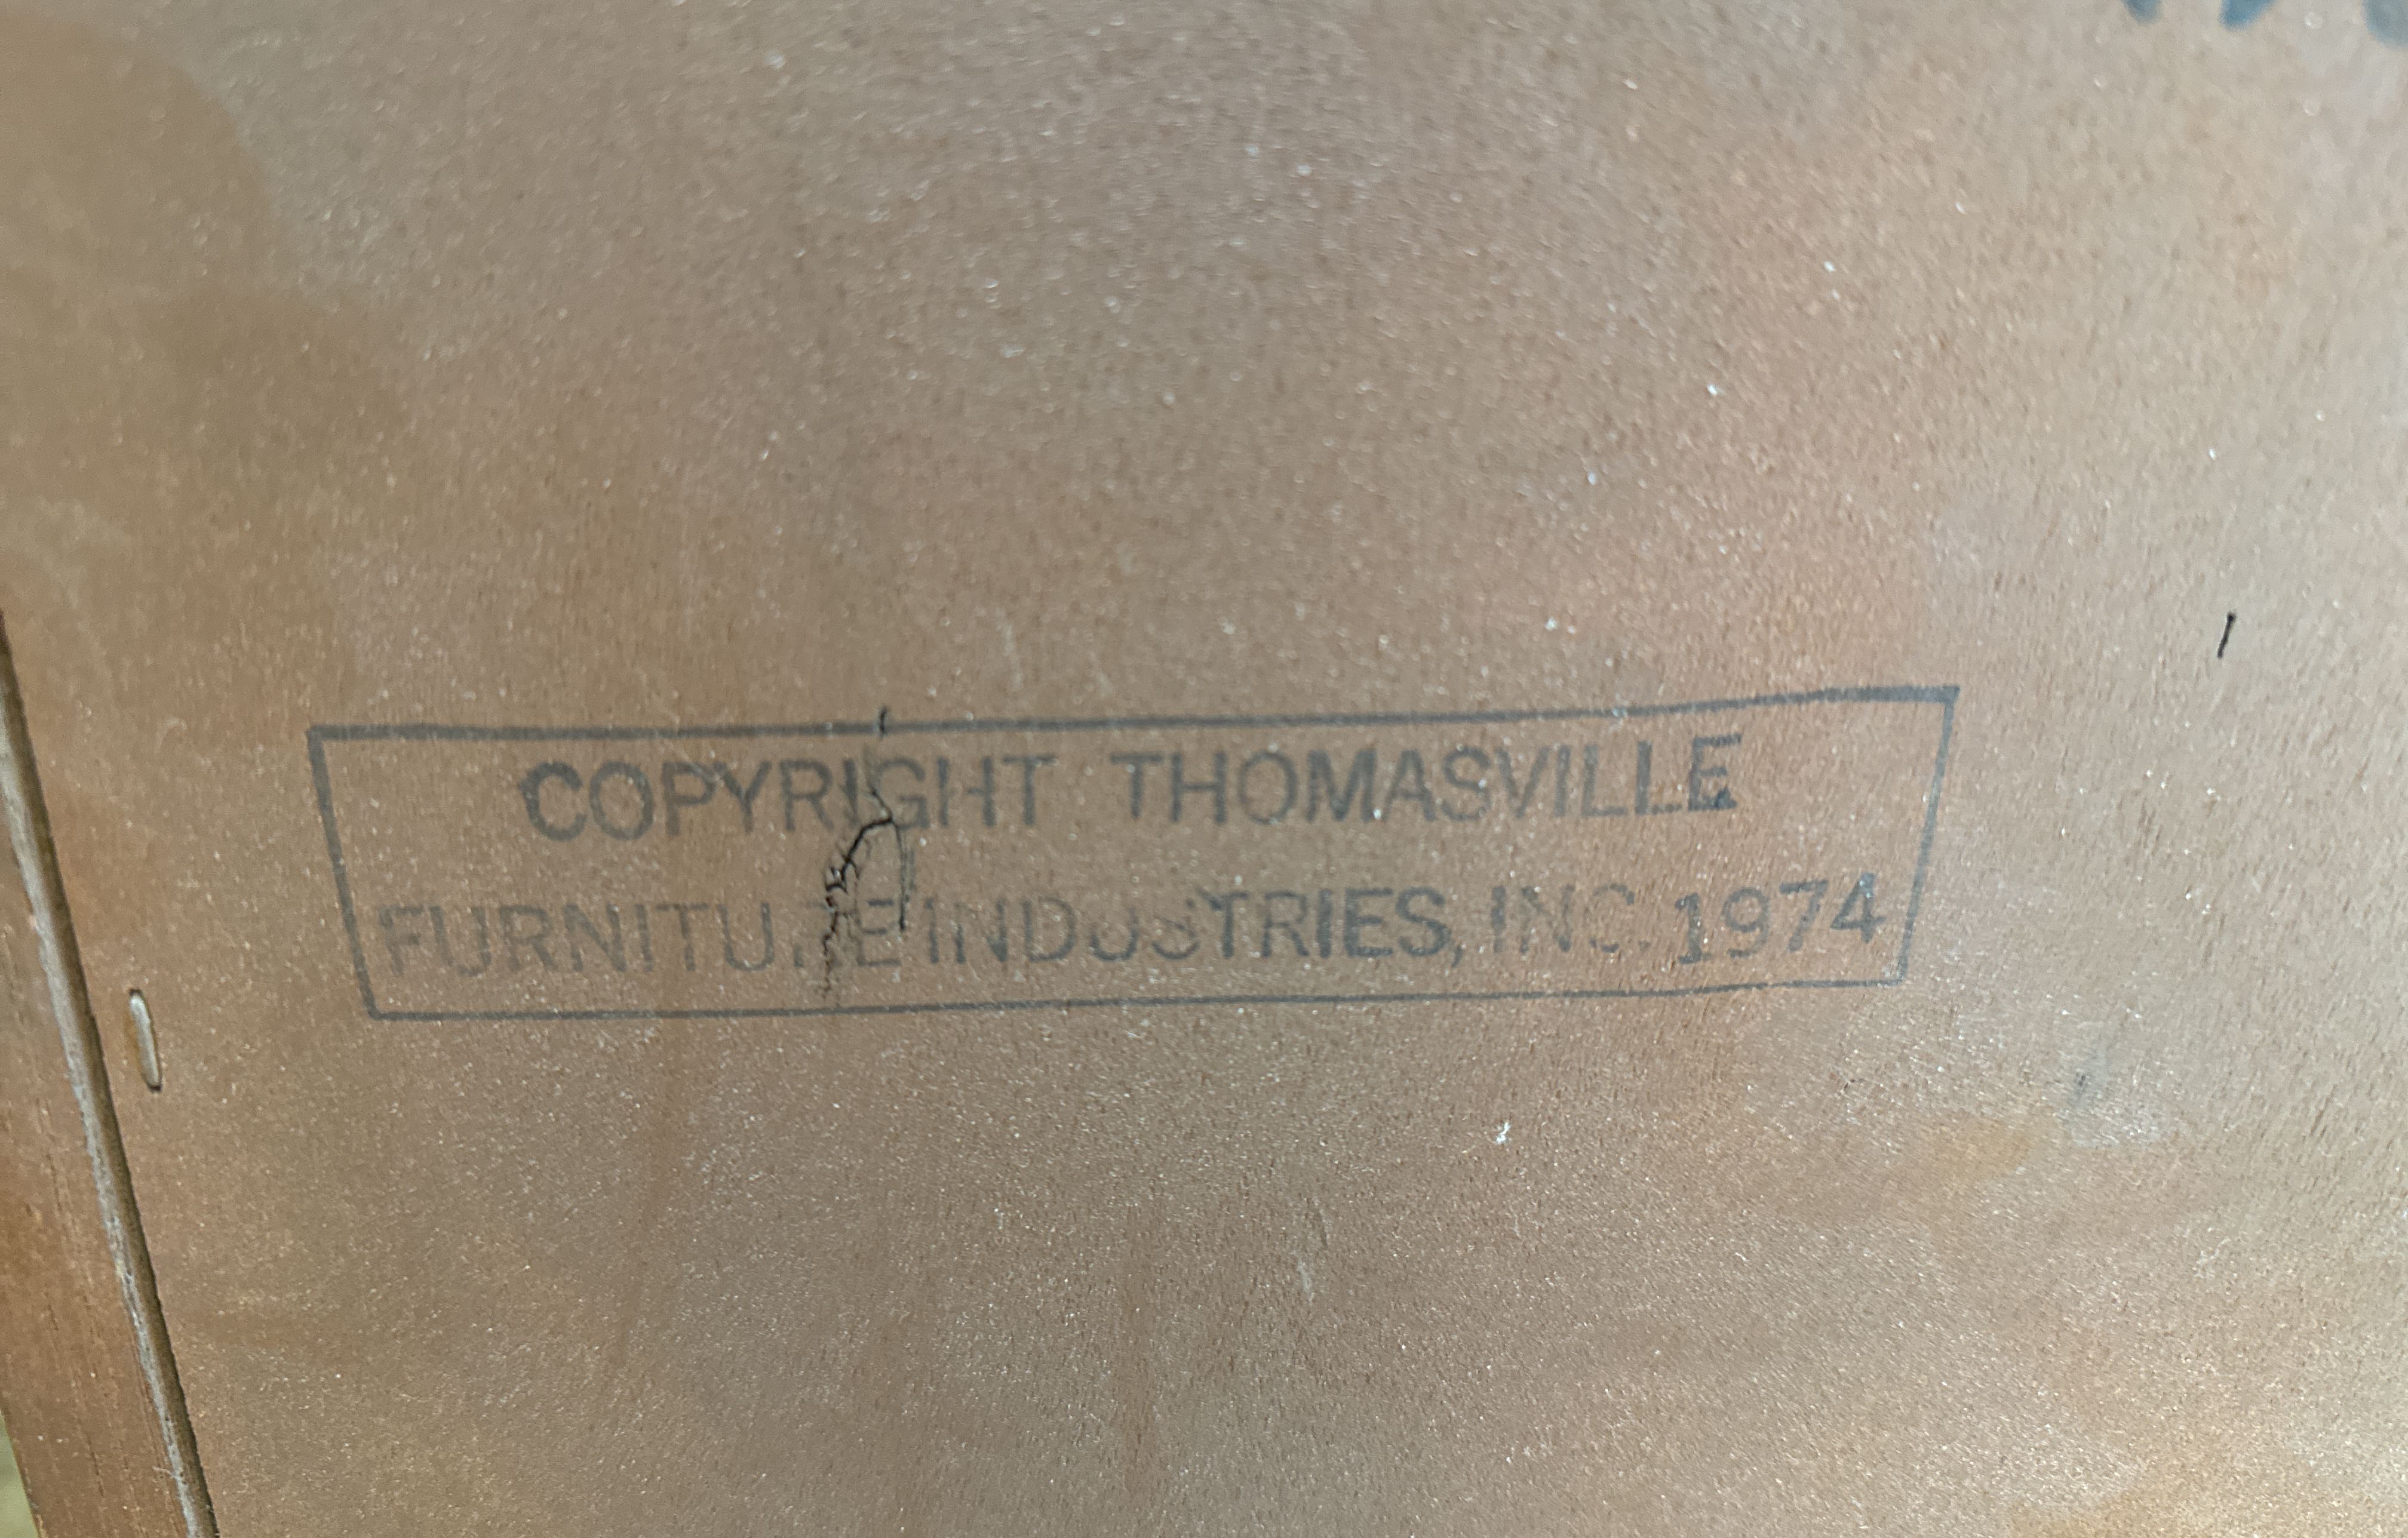 COPYRIGHT THOMASVILLE
FURNITURE INDUSTRIES, INC. 1974